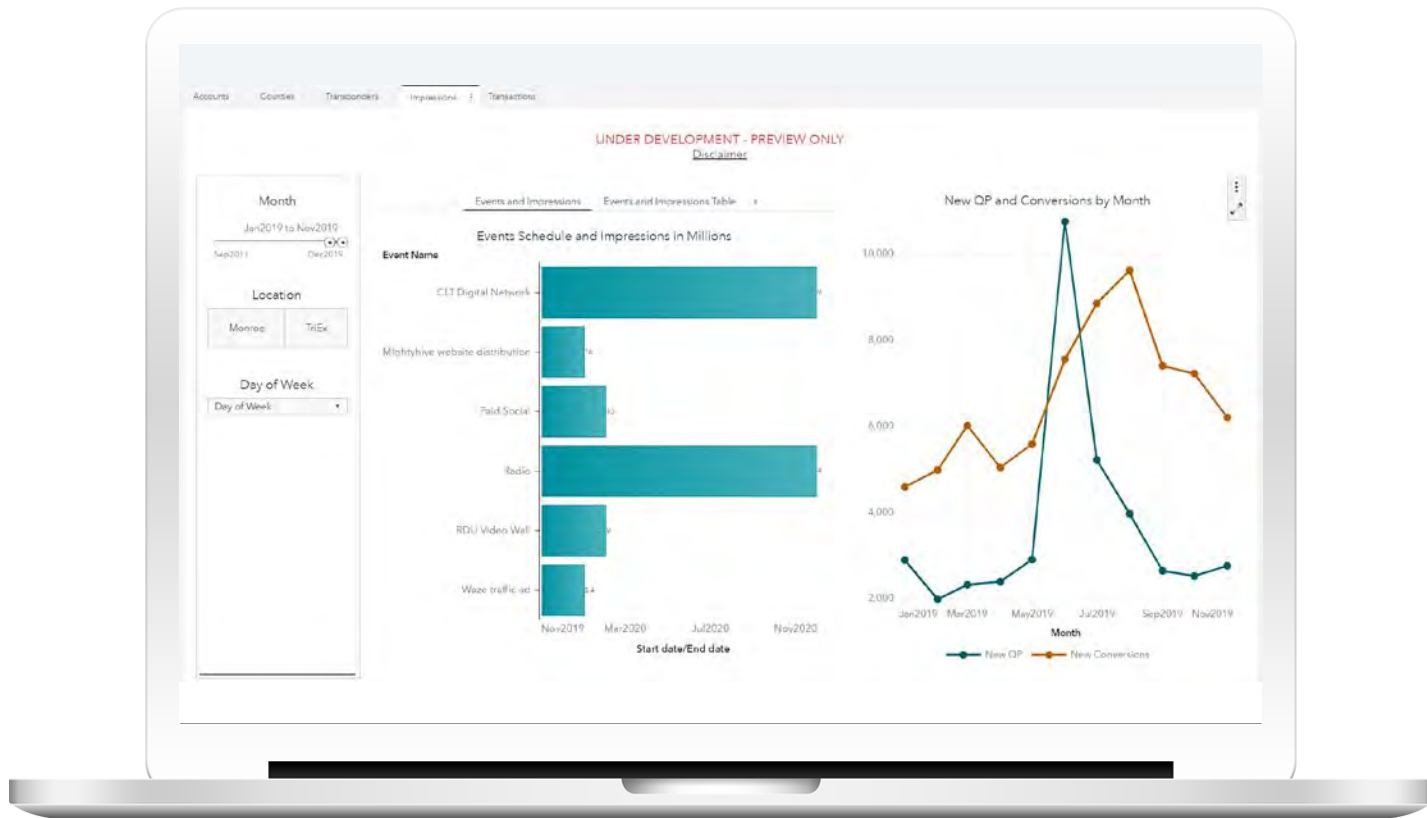 Accounts Counties Transponders Impressions Transactions
UNDER DEVELOPMENT - PREVIEW ONLY
Disclaimer
Month
Jan2019 to Nov2019
Sep2011 Dec2019
Location
Monroe TriEx
Day of Week
Day of Week
Events and Impressions Events and Impressions Table
Events Schedule and Impressions in Millions
Event Name
CLT Digital Network
Mightyhive website distribution
Paid Social
Radio
RDU Video Wall
Waze traffic ad
Nov2019 Mar2020 Jul2020 Nov2020
Start date/End date
New QP and Conversions by Month
10,000
8,000
6,000
4,000
2,000
Jan2019 Mar2019 May2019 Jul2019 Sep2019 Nov2019
Month
New QP New Conversions